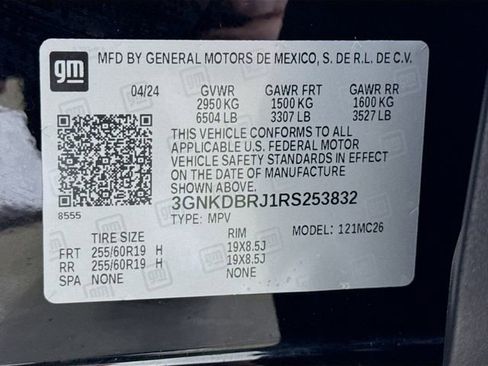 gm
MFD BY GENERAL MOTORS DE MEXICO, S. DE R.L. DE C.V.
04/24 GVWR GAWR FRT GAWR RR
2950 KG 1500 KG 1600 KG
6504 LB 3307 LB 3527 LB
THIS VEHICLE CONFORMS TO ALL
APPLICABLE U.S. FEDERAL MOTOR
VEHICLE SAFETY STANDARDS IN EFFECT
ON THE DATE OF MANUFACTURE
SHOWN ABOVE.
8555
3GNKDBRJ1RS253832
TYPE: MPV MODEL: 121MC26
TIRE SIZE RIM
FRT 255/60R19 H 19X8.5J
RR 255/60R19 H 19X8.5J
SPA NONE NONE